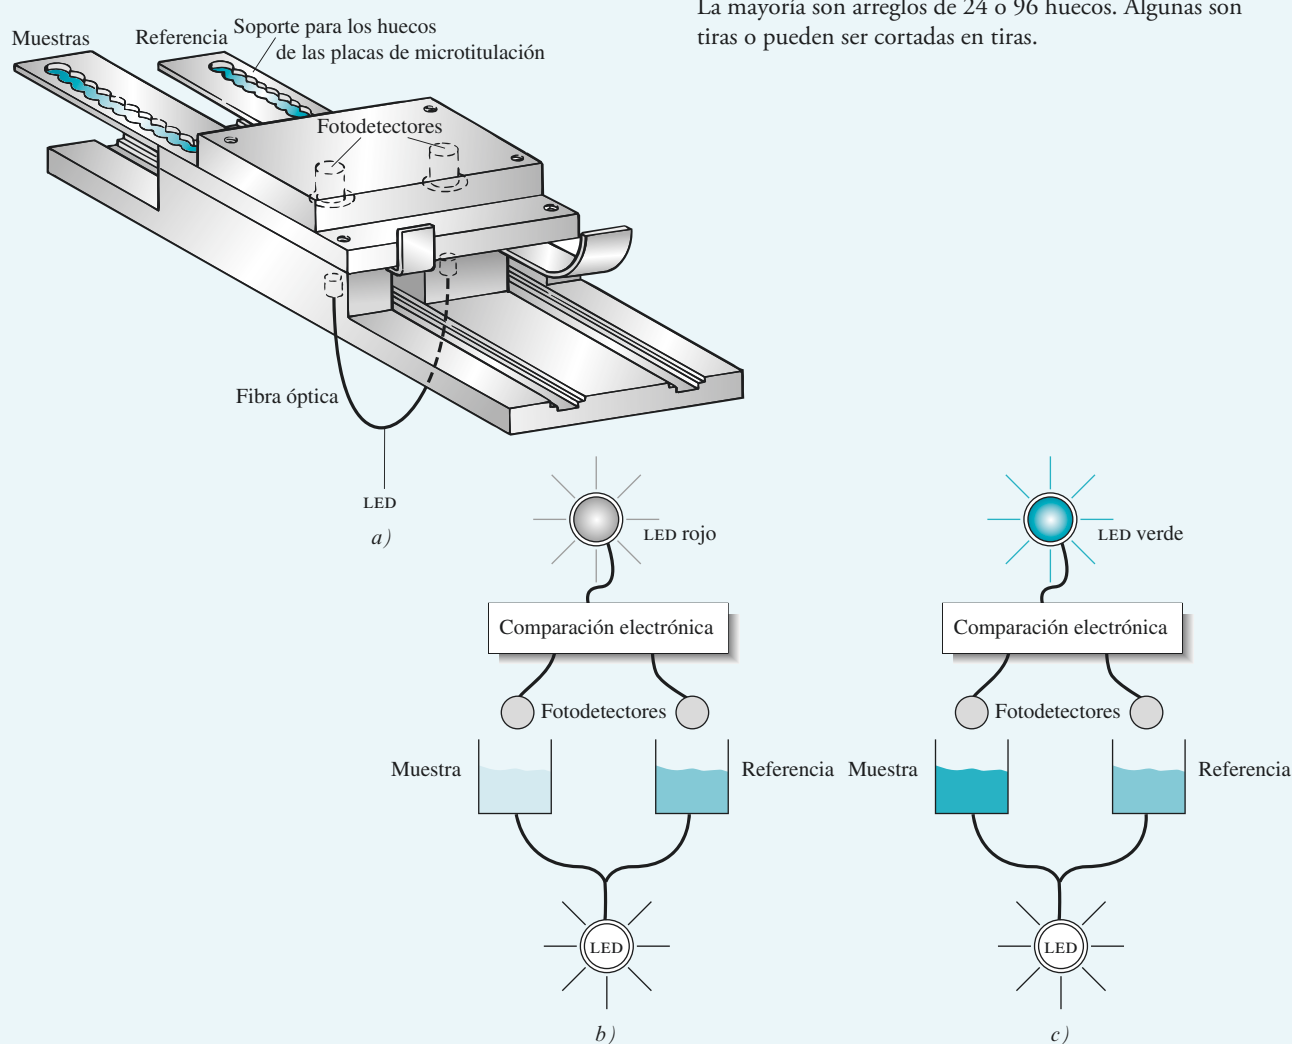 La mayoría son arreglos de 24 o 96 huecos. Algunas son
tiras o pueden ser cortadas en tiras.
Muestras
Referencia
Soporte para los huecos
de las placas de microtitulación
Fotodetectores
Fibra óptica
LED
a)
LED rojo
Comparación electrónica
Fotodetectores
Muestra
Referencia
LED
b)
LED verde
Comparación electrónica
Fotodetectores
Muestra
Referencia
LED
c)